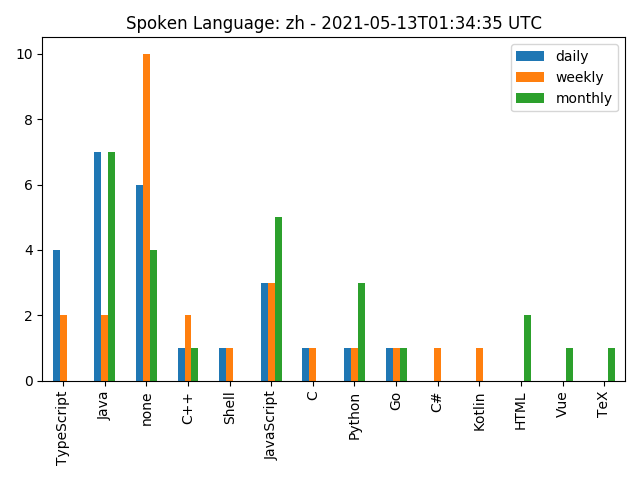 Spoken Language: zh - 2021-05-13T01:34:35 UTC
daily
weekly
monthly
10
8
6
4
2
0
TypeScript
Java
none
C++
Shell
JavaScript
C
Python
Go
C#
Kotlin
HTML
Vue
TeX